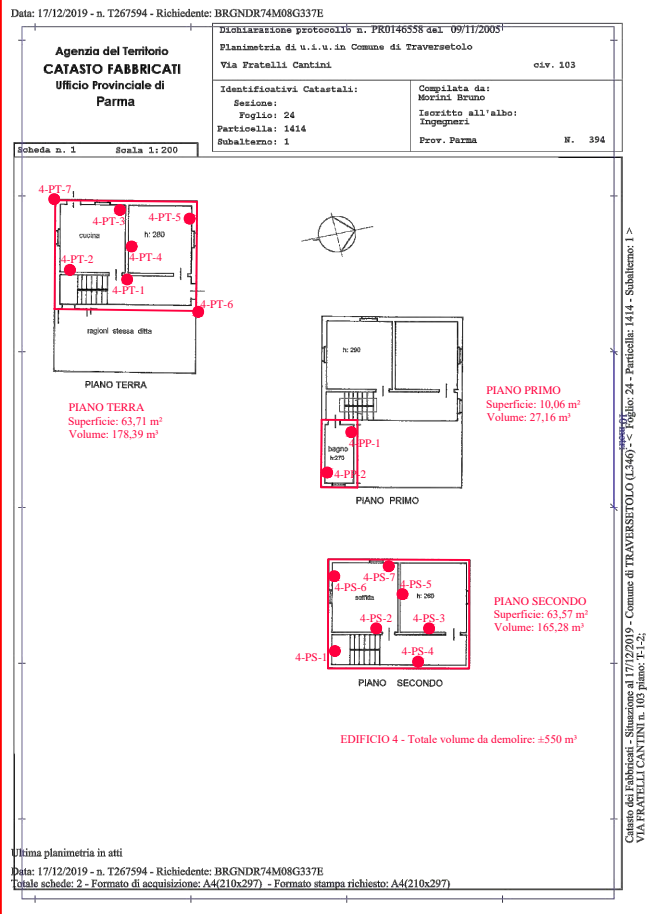 Data: 17/12/2019 - n. T267594 - Richiedente: BRGNDR74M08G337E
Agenzia del Territorio
CATASTO FABBRICATI
Ufficio Provinciale di
Parma
Dichiarazione protocollo n. PR0146558 del 09/11/2005
Planimetria di u.i.u.in Comune di Traversetolo
Via Fratelli Cantini civ. 103
Identificativi Catastali:
Sezione:
Foglio: 24
Particella: 1414
Subalterno: 1
Compilata da:
Morini Bruno
Iscritto all'albo:
Ingegneri
Prov. Parma N. 394
Scheda n. 1 Scala 1:200
4-PT-7
4-PT-3
4-PT-5
cucina
h: 280
4-PT-2
4-PT-4
4-PT-1
4-PT-6
ragioni stessa ditta
PIANO TERRA
PIANO TERRA
Superficie: 63,71 m²
Volume: 178,39 m³
h: 290
4-PP-1
bagno
h:270
4-PP-2
PIANO PRIMO
PIANO PRIMO
Superficie: 10,06 m²
Volume: 27,16 m³
4-PS-7
4-PS-6
4-PS-5
soffitta
h: 260
4-PS-2
4-PS-3
4-PS-1
4-PS-4
PIANO SECONDO
PIANO SECONDO
Superficie: 63,57 m²
Volume: 165,28 m³
EDIFICIO 4 - Totale volume da demolire: ±550 m³
Catasto dei Fabbricati - Situazione al 17/12/2019 - Comune di TRAVERSETOLO (L346) - < Foglio: 24 - Particella: 1414 - Subalterno: 1 >
VIA FRATELLI CANTINI n. 103 piano: T-1-2;
Ultima planimetria in atti
Data: 17/12/2019 - n. T267594 - Richiedente: BRGNDR74M08G337E
Totale schede: 2 - Formato di acquisizione: A4(210x297) - Formato stampa richiesto: A4(210x297)